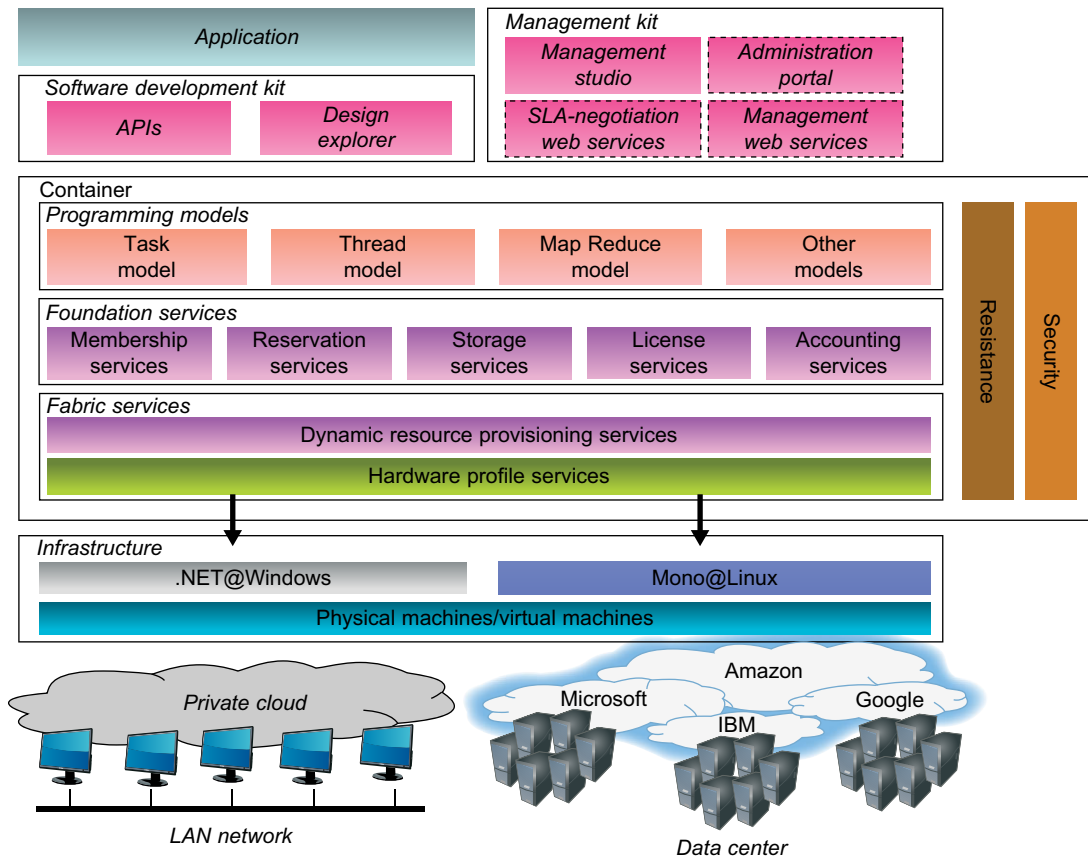 Application
Software development kit
APIs
Design
explorer
Management kit
Management
studio
Administration
portal
SLA-negotiation
web services
Management
web services
Container
Programming models
Task
model
Thread
model
Map Reduce
model
Other
models
Foundation services
Membership
services
Reservation
services
Storage
services
License
services
Accounting
services
Fabric services
Dynamic resource provisioning services
Hardware profile services
Resistance
Security
Infrastructure
.NET@Windows
Mono@Linux
Physical machines/virtual machines
Private cloud
LAN network
Amazon
Microsoft
Google
IBM
Data center